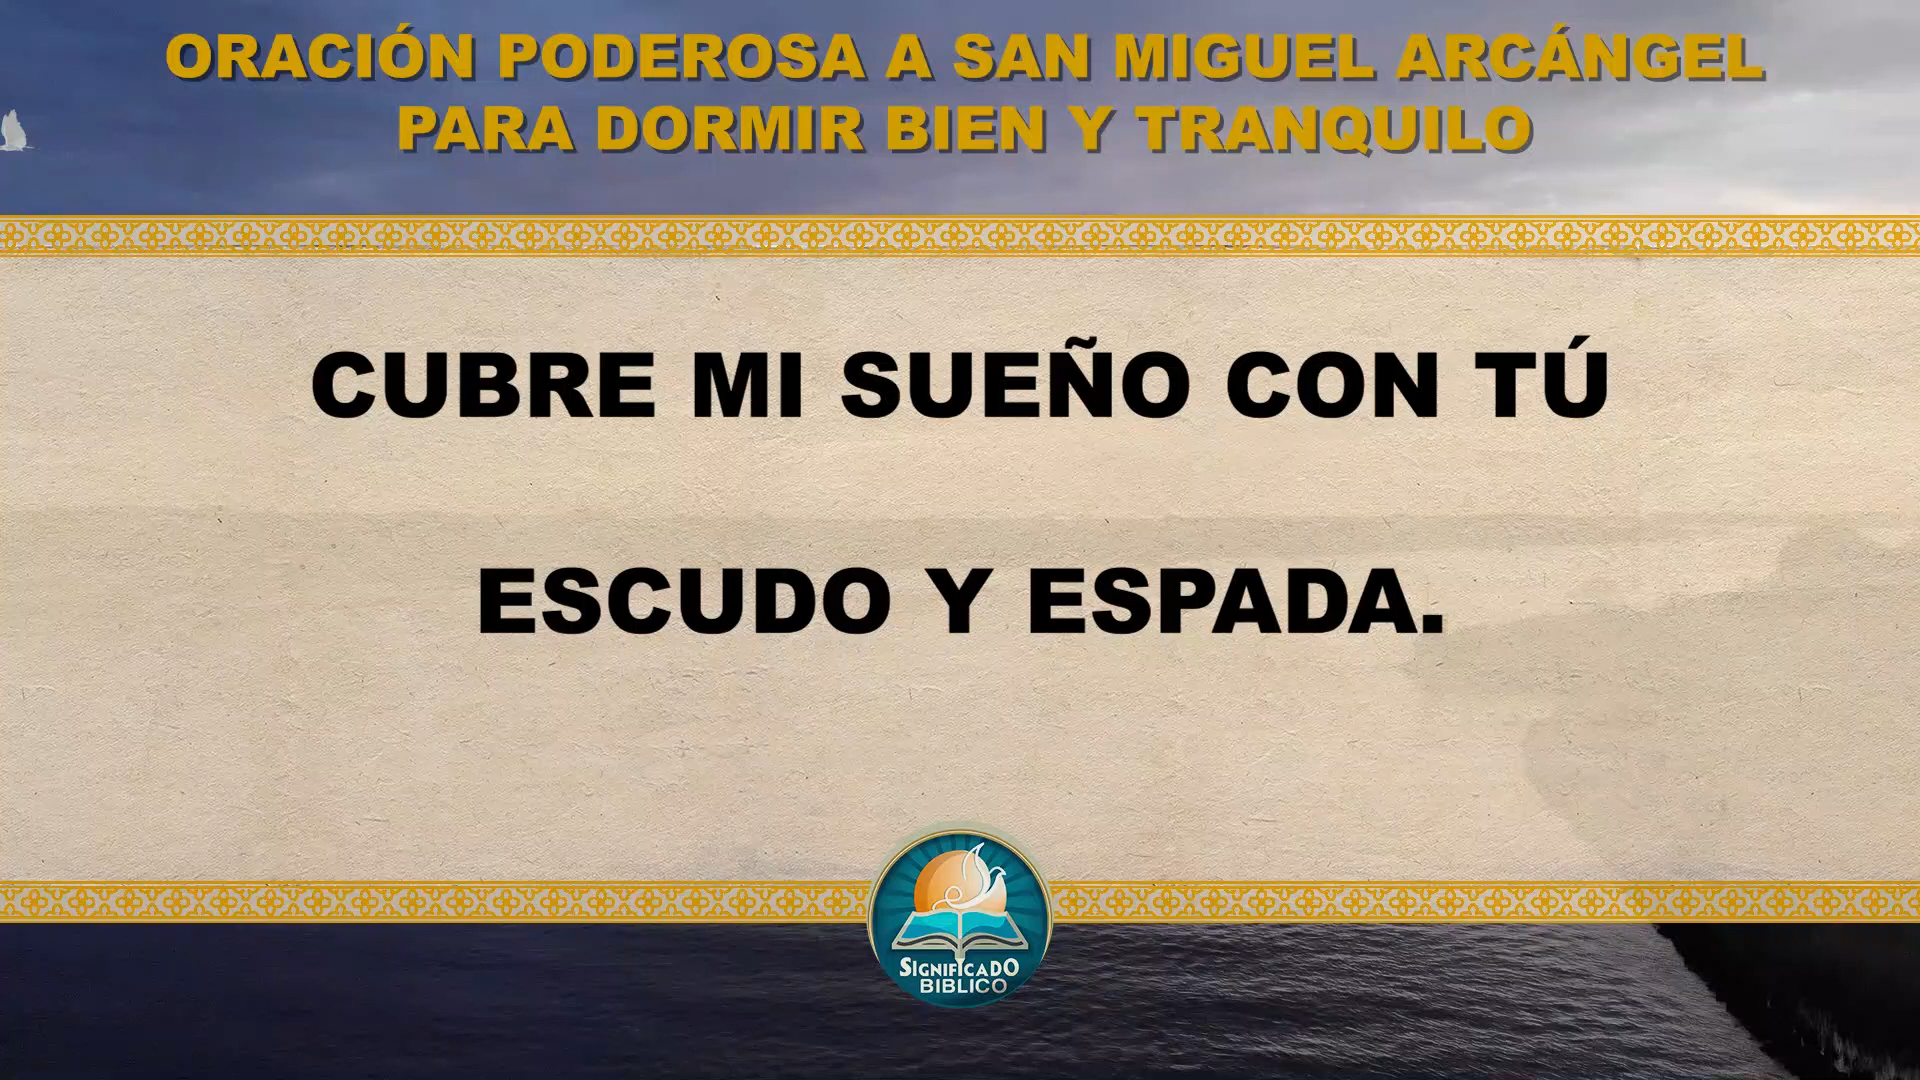 ORACIÓN PODEROSA A SAN MIGUEL ARCÁNGEL
PARA DORMIR BIEN Y TRANQUILO
CUBRE MI SUEÑO CON TÚ
ESCUDO Y ESPADA.
SIGNIFICADO
BIBLICO